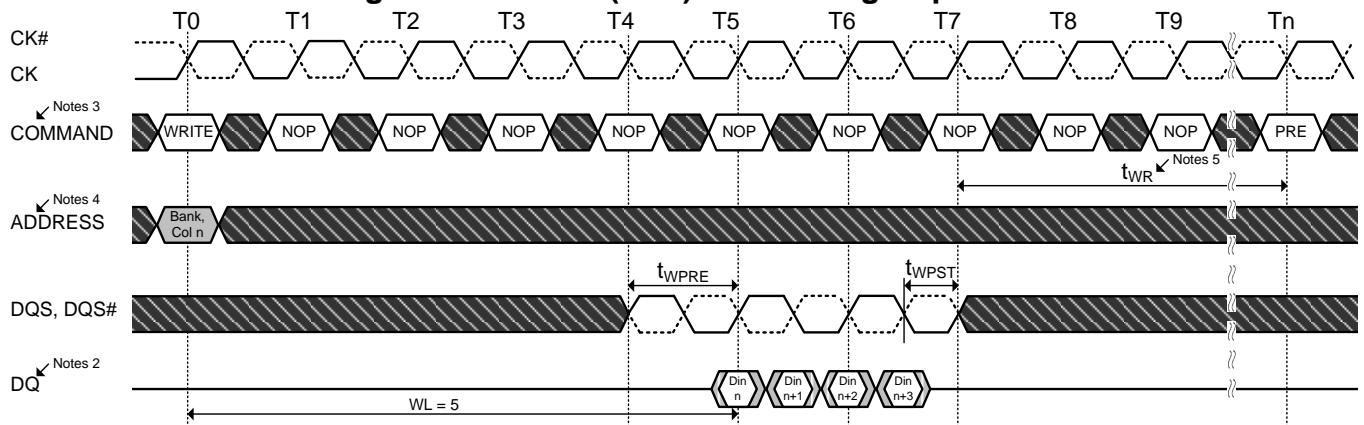 T0 T1 T2 T3 T4 T5 T6 T7 T8 T9 Tn
CK#
CK
Notes 3
COMMAND
WRITE NOP NOP NOP NOP NOP NOP NOP NOP NOP PRE
tWR
Notes 5
Notes 4
ADDRESS
Bank,
Col n
tWPRE
tWPST
DQS, DQS#
Notes 2
DQ
Din Din Din Din
n n+1 n+2 n+3
WL = 5